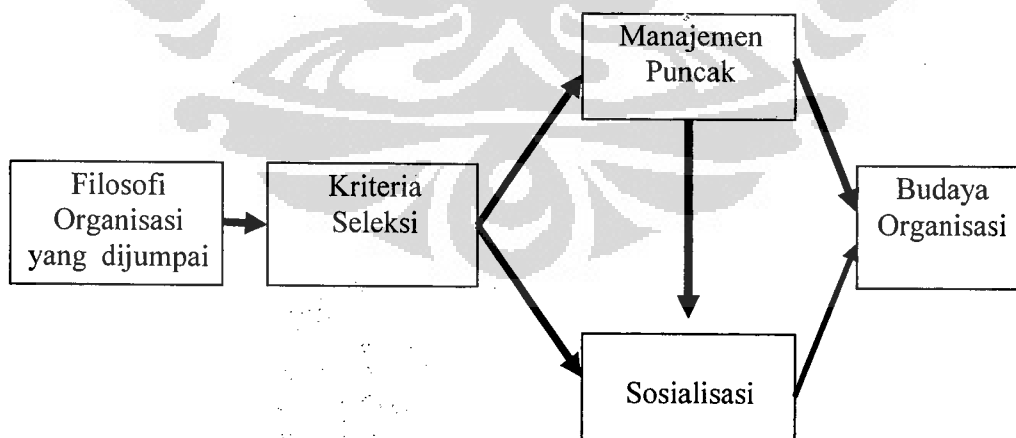 Manajemen
Puncak
Filosofi
Organisasi
yang dijumpai
Kriteria
Seleksi
Budaya
Organisasi
Sosialisasi